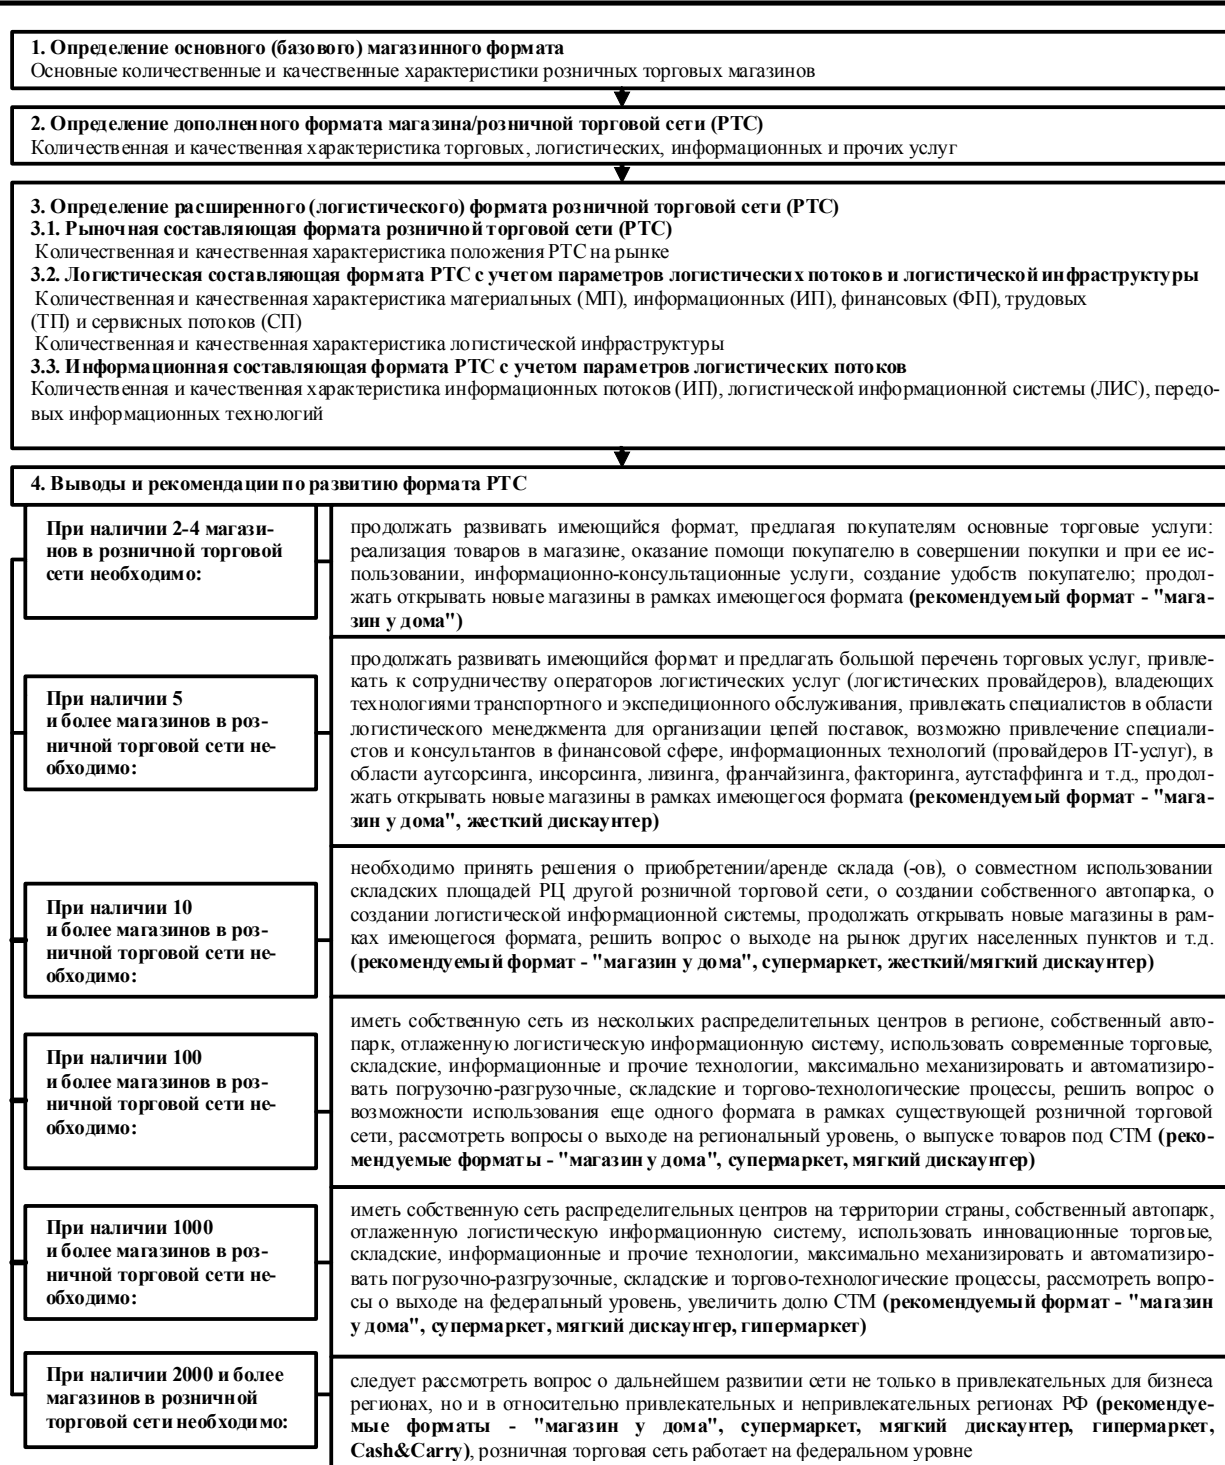 1. Определение основного (базового) магазинного формата
Основные количественные и качественные характеристики розничных торговых магазинов
2. Определение дополненного формата магазина/розничной торговой сети (РТС)
Количественная и качественная характеристика торговых, логистических, информационных и прочих услуг
3. Определение расширенного (логистического) формата розничной торговой сети (РТС)
3.1. Рыночная составляющая формата розничной торговой сети (РТС)
Количественная и качественная характеристика положения РТС на рынке
3.2. Логистическая составляющая формата РТС с учетом параметров логистических потоков и логистической инфраструктуры
Количественная и качественная характеристика материальных (МП), информационных (ИП), финансовых (ФП), трудовых
(ТП) и сервисных потоков (СП)
Количественная и качественная характеристика логистической инфраструктуры
3.3. Информационная составляющая формата РТС с учетом параметров логистических потоков
Количественная и качественная характеристика информационных потоков (ИП), логистической информационной системы (ЛИС), передо-
вых информационных технологий
4. Выводы и рекомендации по развитию формата РТС
При наличии 2-4 магази-
нов в розничной торговой
сети необходимо:
продолжать развивать имеющийся формат, предлагая покупателям основные торговые услуги:
реализация товаров в магазине, оказание помощи покупателю в совершении покупки и при ее ис-
пользовании, информационно-консультационные услуги, создание удобств покупателю; продол-
жать открывать новые магазины в рамках имеющегося формата (рекомендуемый формат - "мага-
зин у дома")
При наличии 5
и более магазинов в роз-
ничной торговой сети не-
обходимо:
продолжать развивать имеющийся формат и предлагать большой перечень торговых услуг, привле-
кать к сотрудничеству операторов логистических услуг (логистических провайдеров), владеющих
технологиями транспортного и экспедиционного обслуживания, привлекать специалистов в области
логистического менеджмента для организации цепей поставок, возможно привлечение специали-
стов и консультантов в финансовой сфере, информационных технологий (провайдеров IT-услуг), в
области аутсорсинга, инсорсинга, лизинга, франчайзинга, факторинга, аутстаффинга и т.д., продол-
жать открывать новые магазины в рамках имеющегося формата (рекомендуемый формат - "мага-
зин у дома", жесткий дискаунтер)
При наличии 10
и более магазинов в роз-
ничной торговой сети не-
обходимо:
необходимо принять решения о приобретении/аренде склада (-ов), о совместном использовании
складских площадей РЦ другой розничной торговой сети, о создании собственного автопарка, о
создании логистической информационной системы, продолжать открывать новые магазины в рам-
ках имеющегося формата, решить вопрос о выходе на рынок других населенных пунктов и т.д.
(рекомендуемый формат - "магазин у дома", супермаркет, жесткий/мягкий дискаунтер)
При наличии 100
и более магазинов в роз-
ничной торговой сети не-
обходимо:
иметь собственную сеть из нескольких распределительных центров в регионе, собственный авто-
парк, отлаженную логистическую информационную систему, использовать современные торговые,
складские, информационные и прочие технологии, максимально механизировать и автоматизиро-
вать погрузочно-разгрузочные, складские и торгово-технологические процессы, решить вопрос о
возможности использования еще одного формата в рамках существующей розничной торговой
сети, рассмотреть вопросы о выходе на региональный уровень, о выпуске товаров под СТМ (реко-
мендуемые форматы - "магазин у дома", супермаркет, мягкий дискаунтер)
При наличии 1000
и более магазинов в роз-
ничной торговой сети не-
обходимо:
иметь собственную сеть распределительных центров на территории страны, собственный автопарк,
отлаженную логистическую информационную систему, использовать инновационные торговые,
складские, информационные и прочие технологии, максимально механизировать и автоматизиро-
вать погрузочно-разгрузочные, складские и торгово-технологические процессы, рассмотреть вопро-
сы о выходе на федеральный уровень, увеличить долю СТМ (рекомендуемый формат - "магазин
у дома", супермаркет, мягкий дискаунтер, гипермаркет)
При наличии 2000 и более
магазинов в розничной
торговой сети необходимо:
следует рассмотреть вопрос о дальнейшем развитии сети не только в привлекательных для бизнеса
регионах, но и в относительно привлекательных и непривлекательных регионах РФ (рекомендуе-
мые форматы - "магазин у дома", супермаркет, мягкий дискаунтер, гипермаркет,
Cash&Carry), розничная торговая сеть работает на федеральном уровне